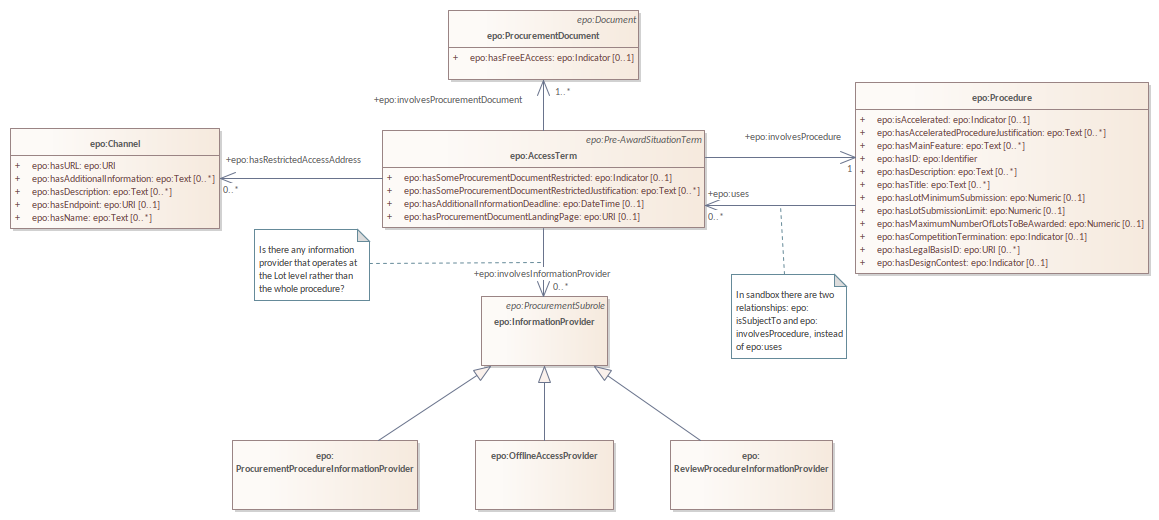 epo:Document
epo:ProcurementDocument
+ epo:hasFreeEAccess: epo:Indicator [0..1]
+epo:involvesProcurementDocument
1..*
epo:Channel
+ epo:hasURL: epo:URI
+ epo:hasAdditionalInformation: epo:Text [0..*]
+ epo:hasDescription: epo:Text [0..*]
+ epo:hasEndpoint: epo:URI [0..1]
+ epo:hasName: epo:Text [0..*]
+epo:hasRestrictedAccessAddress
0..*
epo:Pre-AwardSituationTerm
epo:AccessTerm
+ epo:hasSomeProcurementDocumentRestricted: epo:Indicator [0..1]
+ epo:hasSomeProcurementDocumentRestrictedJustification: epo:Text [0..*]
+ epo:hasAdditionalInformationDeadline: epo:DateTime [0..1]
+ epo:hasProcurementDocumentLandingPage: epo:URI [0..1]
+epo:involvesProcedure
1
+epo:uses
0..*
epo:Procedure
+ epo:isAccelerated: epo:Indicator [0..1]
+ epo:hasAcceleratedProcedureJustification: epo:Text [0..*]
+ epo:hasMainFeature: epo:Text [0..*]
+ epo:hasID: epo:Identifier
+ epo:hasDescription: epo:Text [0..*]
+ epo:hasTitle: epo:Text [0..*]
+ epo:hasLotMinimumSubmission: epo:Numeric [0..1]
+ epo:hasLotSubmissionLimit: epo:Numeric [0..1]
+ epo:hasMaximumNumberOfLotsToBeAwarded: epo:Numeric [0..1]
+ epo:hasCompetitionTermination: epo:Indicator [0..1]
+ epo:hasLegalBasisID: epo:URI [0..*]
+ epo:hasDesignContest: epo:Indicator [0..1]
Is there any information
provider that operates at
the Lot level rather than
the whole procedure?
+epo:involvesInformationProvider
0..*
In sandbox there are two
relationships: epo:
isSubjectTo and epo:
involvesProcedure, instead
of epo:uses
epo:ProcurementSubrole
epo:InformationProvider
epo:
ProcurementProcedureInformationProvider
epo:OfflineAccessProvider
epo:
ReviewProcedureInformationProvider